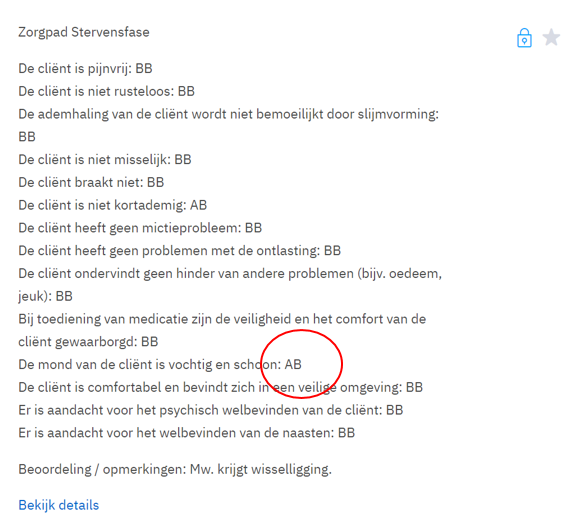 Zorgpad Stervensfase
De cliënt is pijnvrij: BB
De cliënt is niet rusteloos: BB
De ademhaling van de cliënt wordt niet bemoeilijkt door slijmvorming:
BB
De cliënt is niet misselijk: BB
De cliënt braakt niet: BB
De cliënt is niet kortademig: AB
De cliënt heeft geen mictieprobleem: BB
De cliënt heeft geen problemen met de ontlasting: BB
De cliënt ondervindt geen hinder van andere problemen (bijv. oedeem,
jeuk): BB
Bij toediening van medicatie zijn de veiligheid en het comfort van de
cliënt gewaarborgd: BB
De mond van de cliënt is vochtig en schoon: AB
De cliënt is comfortabel en bevindt zich in een veilige omgeving: BB
Er is aandacht voor het psychisch welbevinden van de cliënt: BB
Er is aandacht voor het welbevinden van de naasten: BB
Beoordeling / opmerkingen: Mw. krijgt wisselligging.
Bekijk details